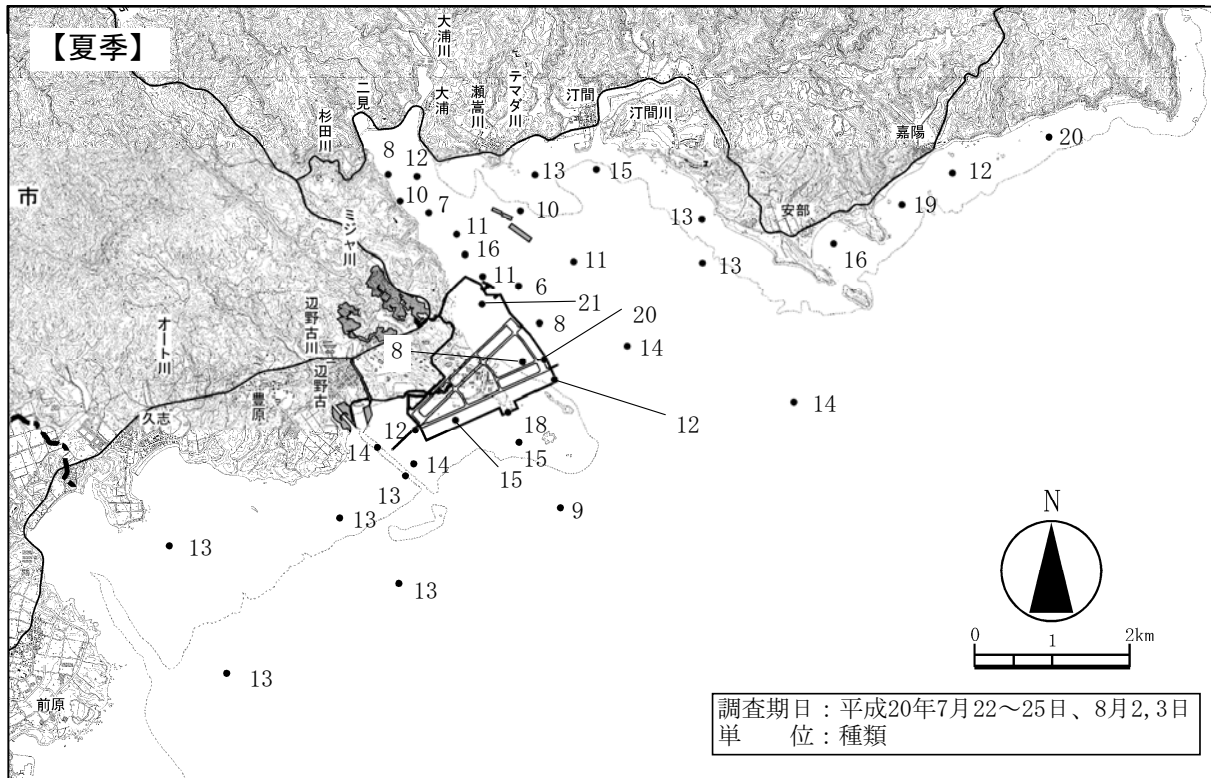 【夏季】
大浦川
テマダ川
瀬嵩川
大浦
二見
杉田川
汀間
汀間川
嘉陽
安部
市
ミジャ川
辺野古川
辺野古
オート川
豊原
久志
前原
8
12
13
15
20
12
10
7
10
13
19
11
16
11
13
16
11
6
21
8
20
8
14
12
14
12
18
14
14
15
15
13
13
9
13
13
13
N
0 1 2km
調査期日：平成20年7月22～25日、8月2,3日
単　　位：種類